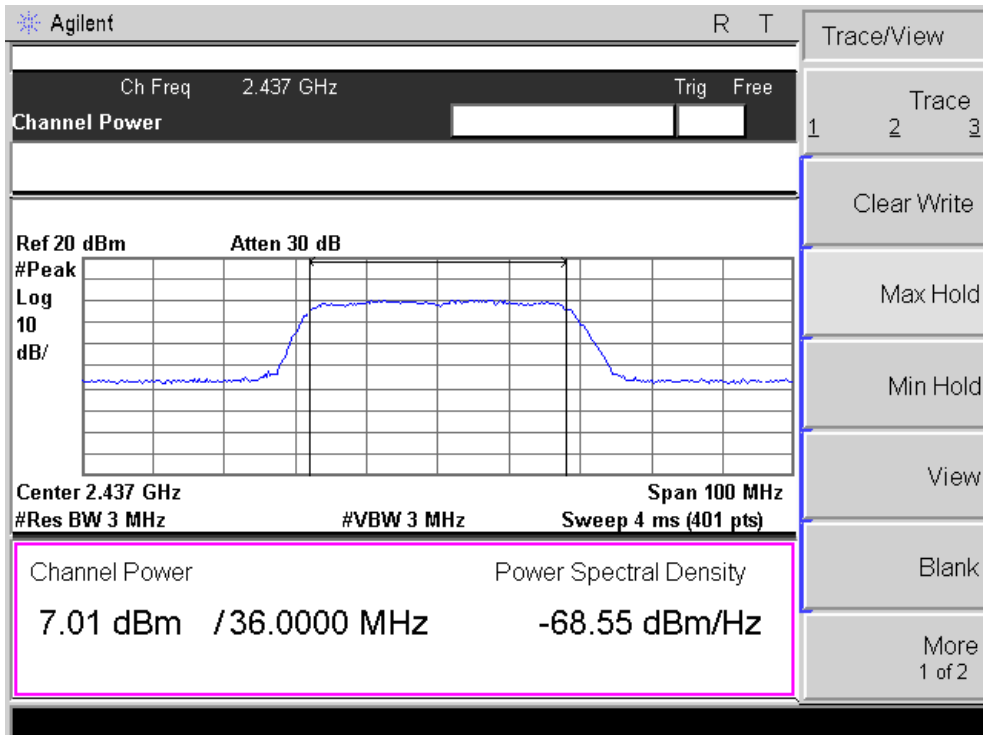 Agilent R T
Ch Freq 2.437 GHz Trig Free
Channel Power
Ref 20 dBm Atten 30 dB
#Peak
Log
10
dB/
Center 2.437 GHz Span 100 MHz
#Res BW 3 MHz #VBW 3 MHz Sweep 4 ms (401 pts)
Channel Power Power Spectral Density
7.01 dBm / 36.0000 MHz -68.55 dBm/Hz
Trace/View
Trace
1 2 3
Clear Write
Max Hold
Min Hold
View
Blank
More
1 of 2